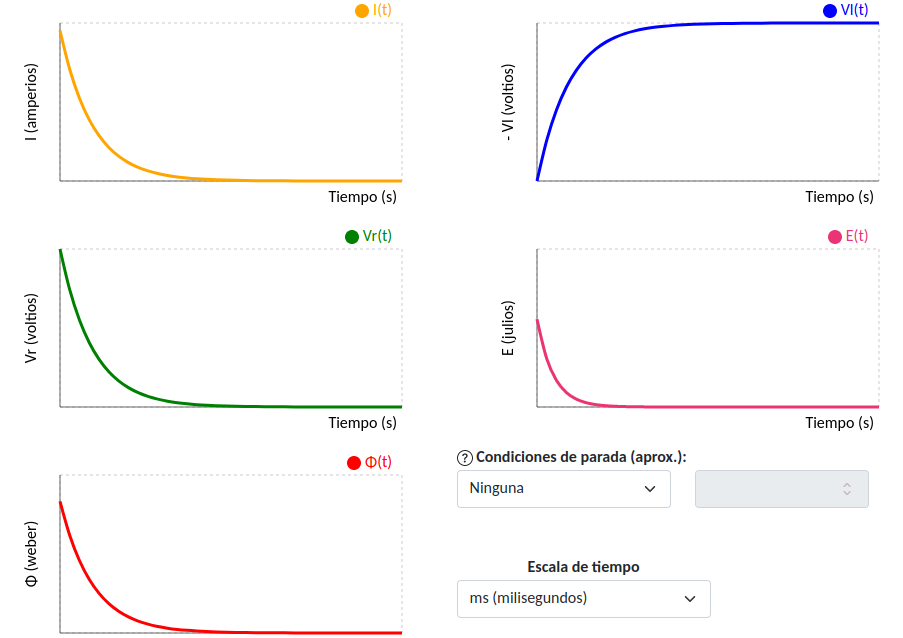 I(t)
I (amperios)
Tiempo (s)
Vl(t)
- Vl (voltios)
Tiempo (s)
Vr(t)
Vr (voltios)
Tiempo (s)
E(t)
E (julios)
Tiempo (s)
Φ(t)
Φ (weber)
? Condiciones de parada (aprox.):
Ninguna
Escala de tiempo
ms (milisegundos)